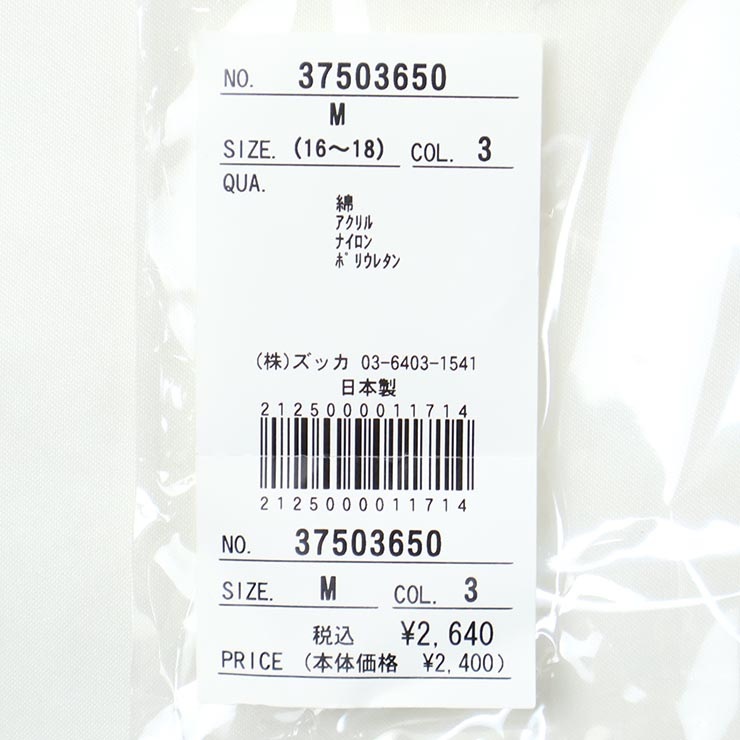 NO. 37503650
M
SIZE. (16〜18) COL. 3
QUA.
綿
アクリル
ナイロン
ポリウレタン
(株)ズッカ 03-6403-1541
日本製
2125000011714
2125000011714
NO. 37503650
SIZE. M COL. 3
税込 ¥2,640
PRICE (本体価格 ¥2,400)